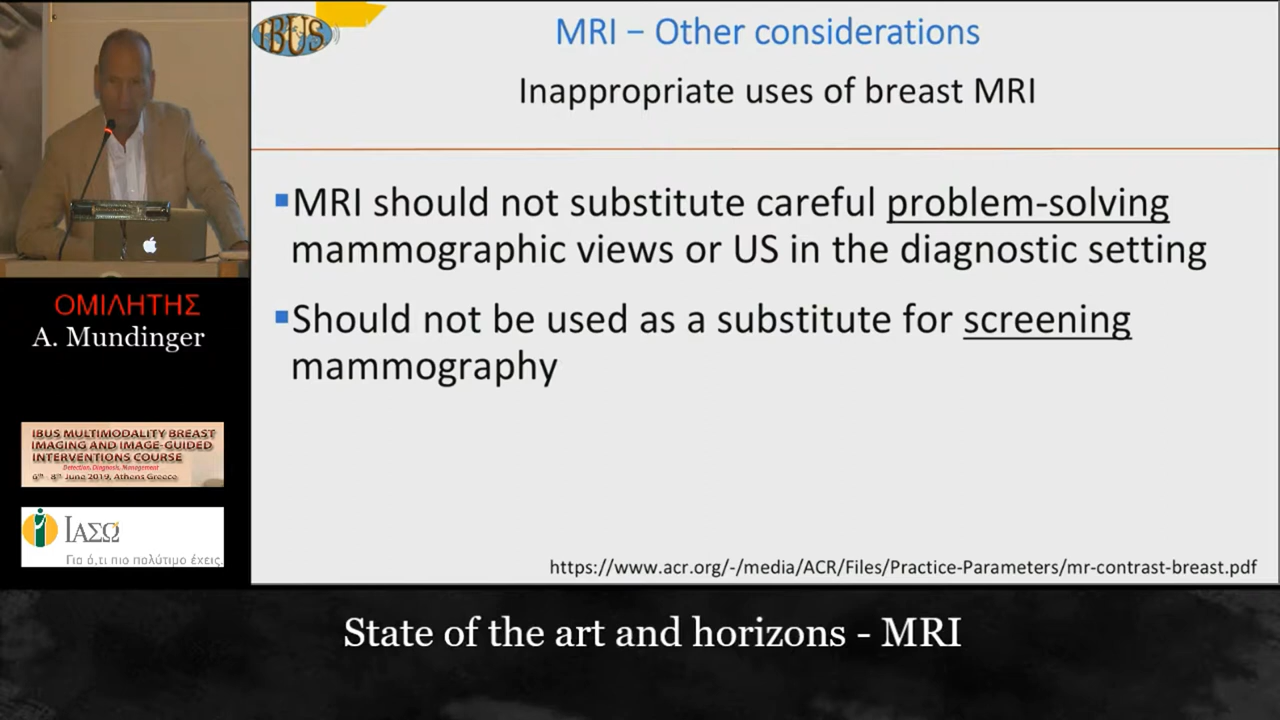 IBUS
MRI – Other considerations
Inappropriate uses of breast MRI
MRI should not substitute careful problem-solving
mammographic views or US in the diagnostic setting
Should not be used as a substitute for screening
mammography
https://www.acr.org/-/media/ACR/Files/Practice-Parameters/mr-contrast-breast.pdf
ΟΜΙΛΗΤΗΣ
A. Mundinger
IBUS MULTIMODALITY BREAST
IMAGING AND IMAGE-GUIDED
INTERVENTIONS COURSE
Detection, Diagnosis, Management
6th - 8th June 2019, Athens Greece
ΙΑΣΩ
Για ό,τι πιο πολύτιμο έχεις.
State of the art and horizons - MRI